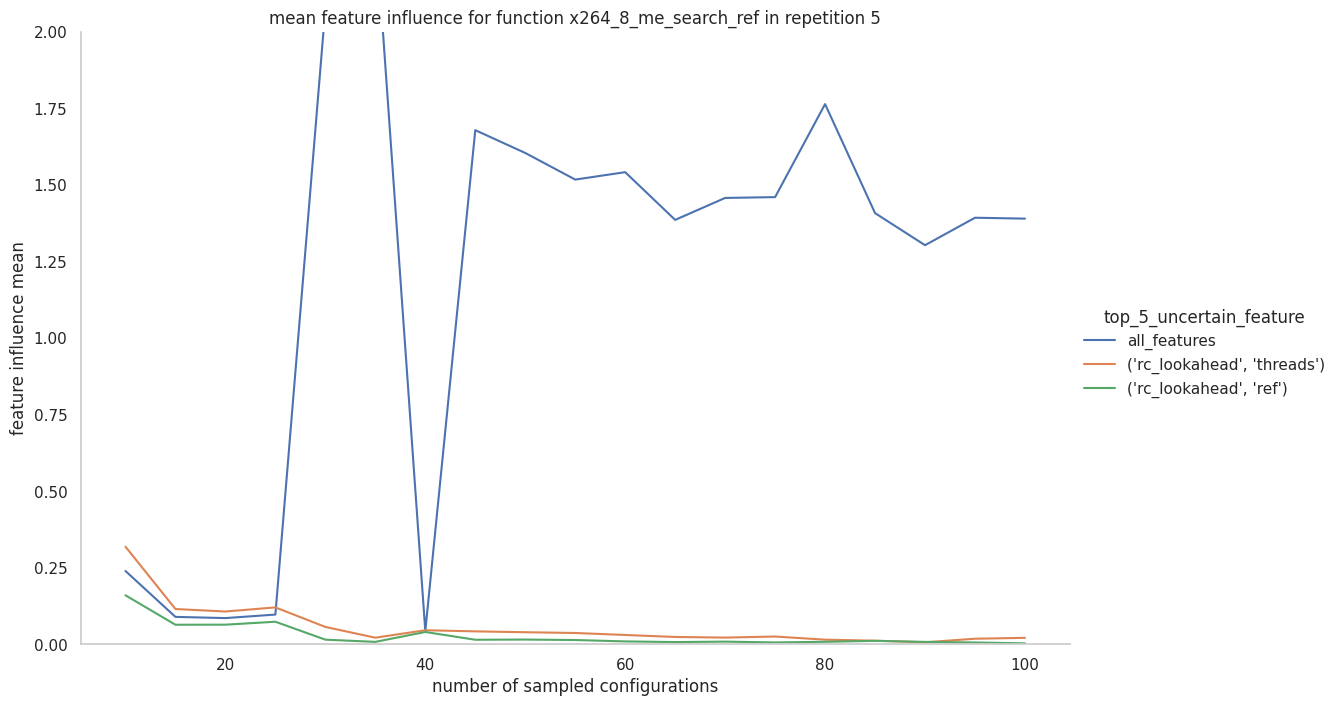 mean feature influence for function x264_8_me_search_ref in repetition 5
2.00
1.75
1.50
1.25
1.00
0.75
0.50
0.25
0.00
feature influence mean
20
40
60
80
100
number of sampled configurations
top_5_uncertain_feature
all_features
('rc_lookahead', 'threads')
('rc_lookahead', 'ref')